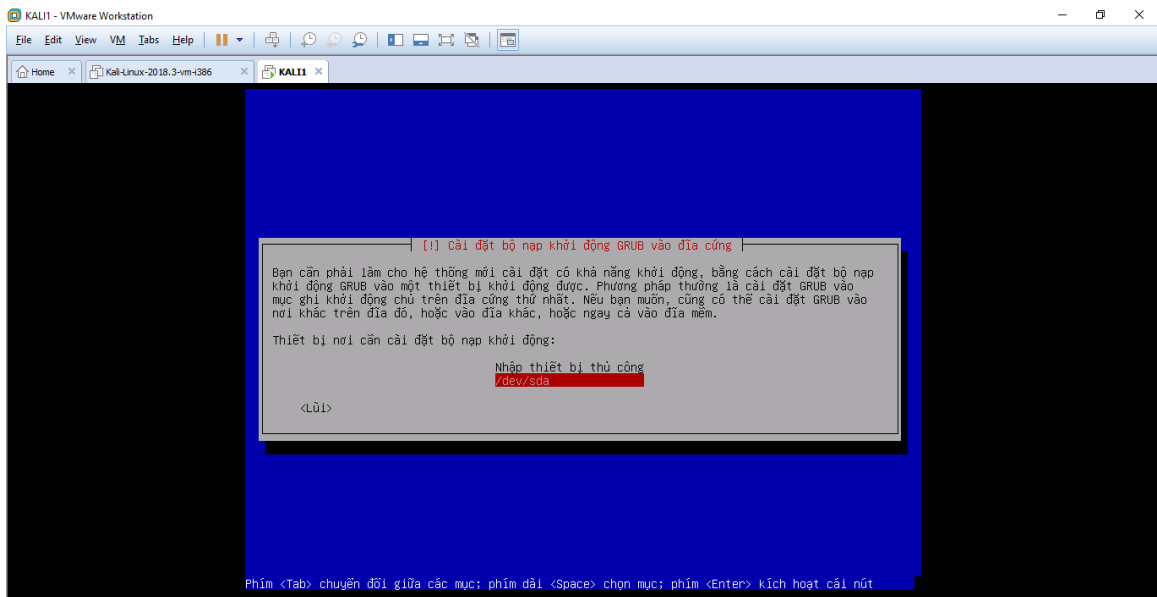 KALI1 - VMware Workstation
File Edit View VM Tabs Help
Home Kali-Linux-2018.3-vm-i386 KALI1
[!] Cài đặt bộ nạp khởi động GRUB vào đĩa cứng
Bạn cần phải làm cho hệ thống mới cài đặt có khả năng khởi động, bằng cách cài đặt bộ nạp
khởi động GRUB vào một thiết bị khởi động được. Phương pháp thường là cài đặt GRUB vào
mục ghi khởi động chủ trên đĩa cứng thứ nhất. Nếu bạn muốn, cũng có thể cài đặt GRUB vào
nơi khác trên đĩa đó, hoặc vào đĩa khác, hoặc ngay cả vào đĩa mềm.
Thiết bị nơi cần cài đặt bộ nạp khởi động:
Nhập thiết bị thủ công
/dev/sda
<Lùi>
Phím <Tab> chuyển đổi giữa các mục; phím dài <Space> chọn mục; phím <Enter> kích hoạt cái nút